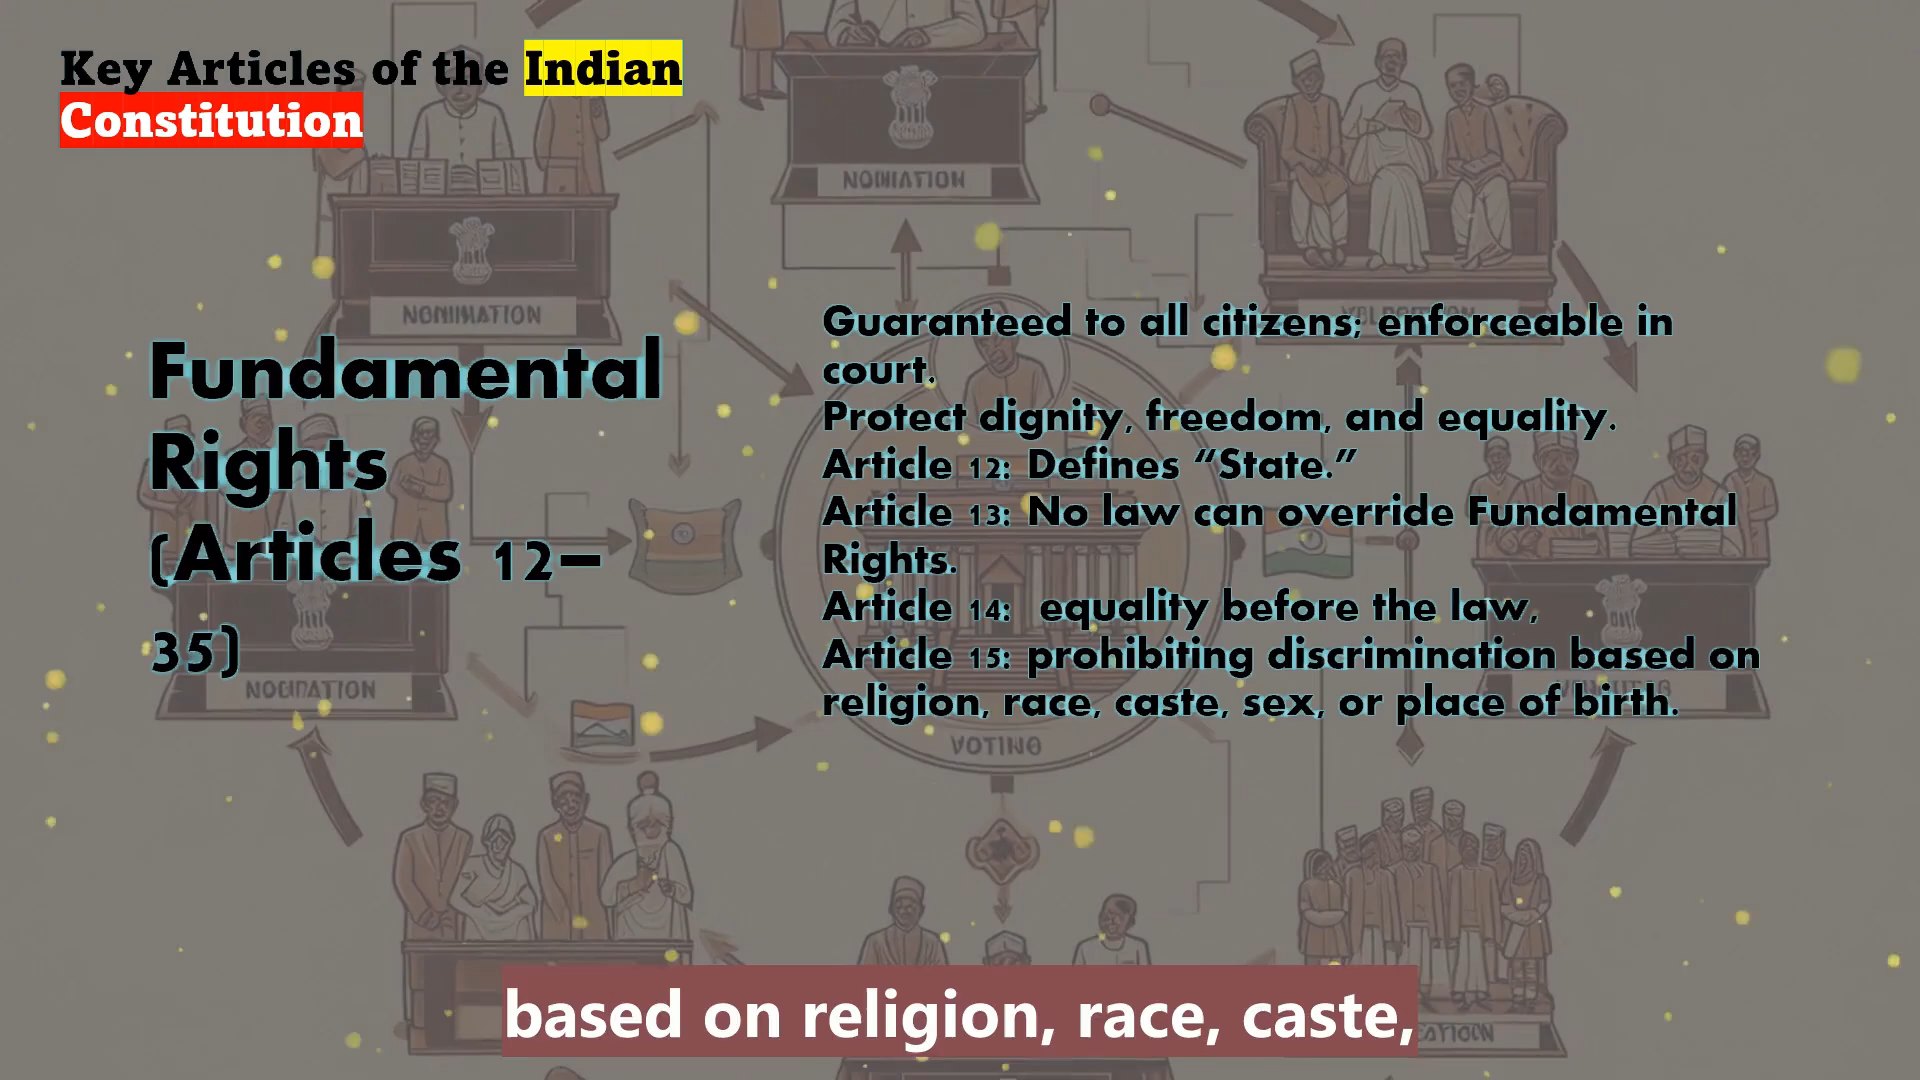 Key Articles of the Indian
Constitution
NOMIATION
NONIHATION
Fundamental
Rights
(Articles 12–
35)
Guaranteed to all citizens; enforceable in
court.
Protect dignity, freedom, and equality.
Article 12: Defines “State.”
Article 13: No law can override Fundamental
Rights.
Article 14: equality before the law,
Article 15: prohibiting discrimination based on
religion, race, caste, sex, or place of birth.
VOTING
based on religion, race, caste,